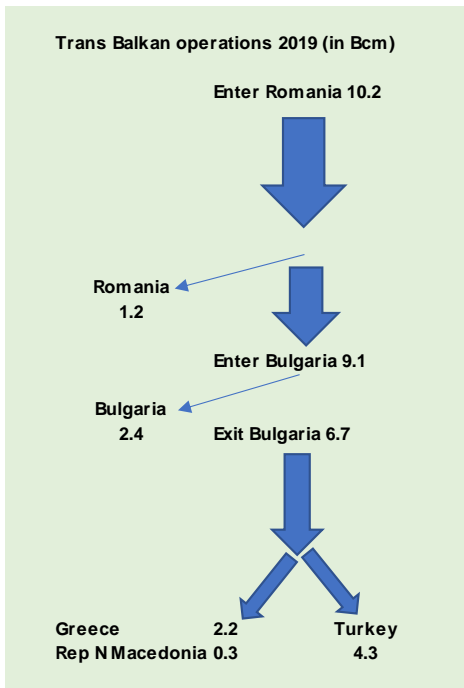 Trans Balkan operations 2019 (in Bcm)
Enter Romania 10.2
Romania
1.2
Enter Bulgaria 9.1
Bulgaria
2.4
Exit Bulgaria 6.7
Greece 2.2 Turkey
Rep N Macedonia 0.3 4.3